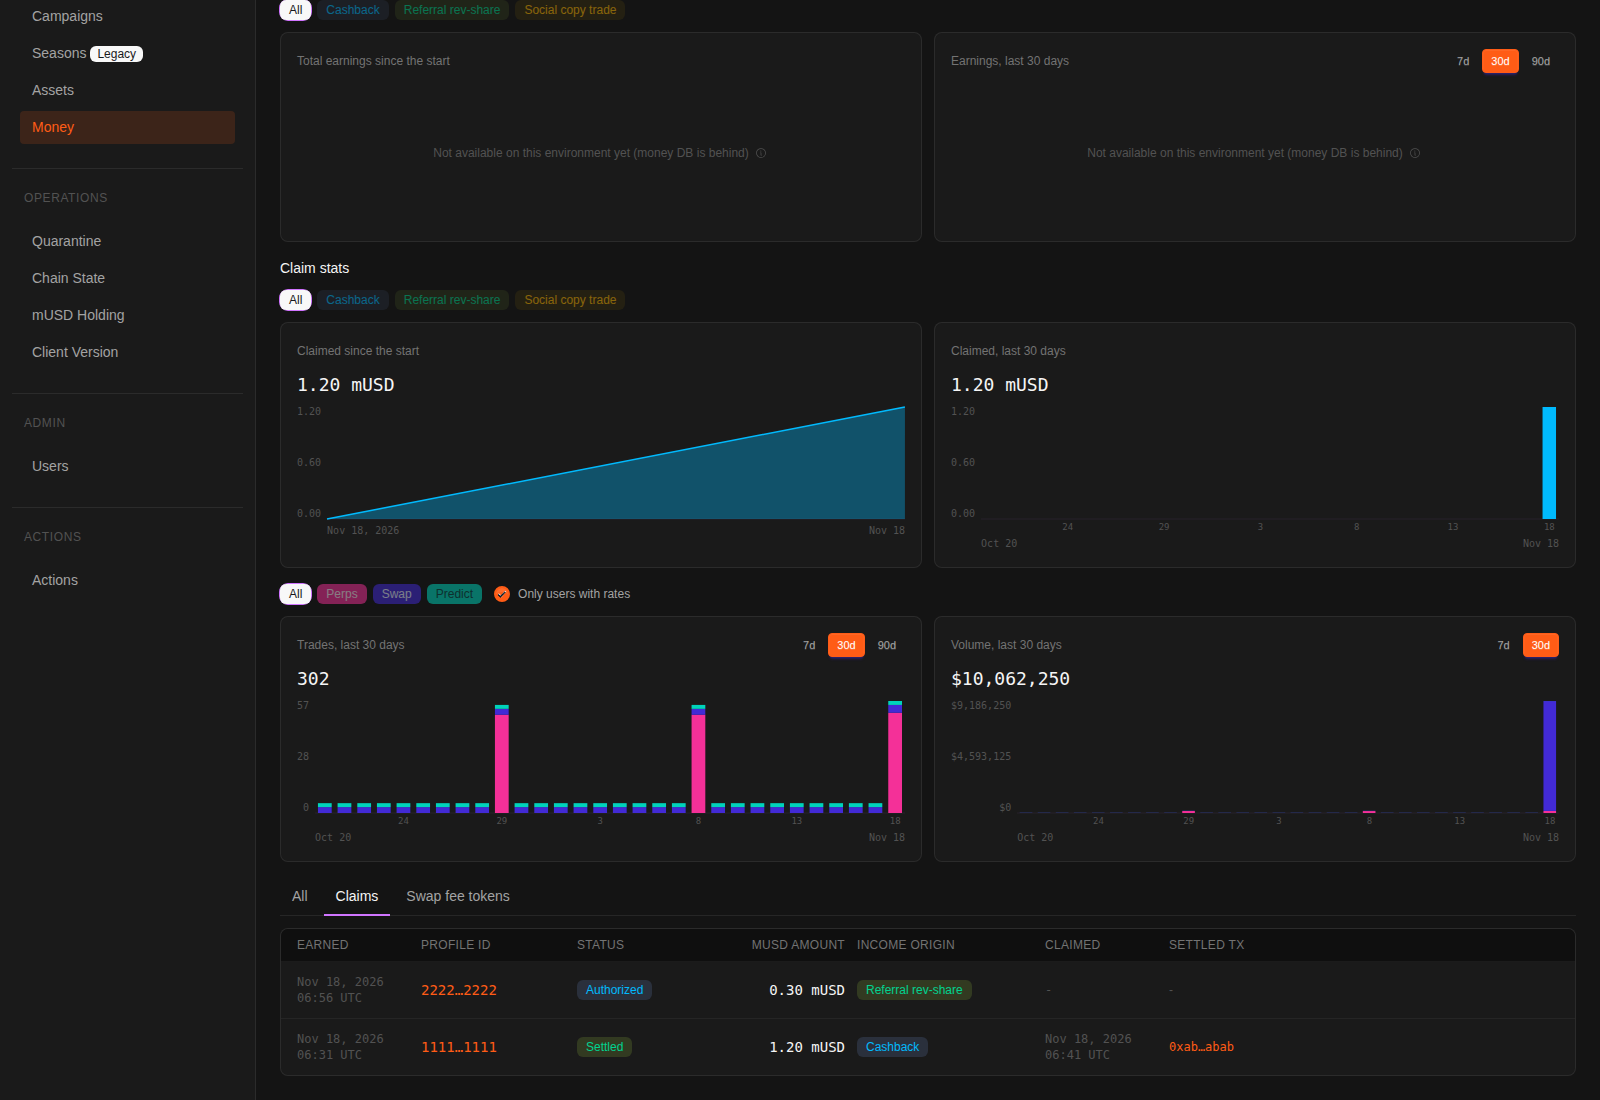 Campaigns
Seasons Legacy
Assets
Money
OPERATIONS
Quarantine
Chain State
mUSD Holding
Client Version
ADMIN
Users
ACTIONS
Actions
All Cashback Referral rev-share Social copy trade
Total earnings since the start
Not available on this environment yet (money DB is behind)
Earnings, last 30 days 7d 30d 90d
Not available on this environment yet (money DB is behind)
Claim stats
All Cashback Referral rev-share Social copy trade
Claimed since the start
1.20 mUSD
1.20
0.60
0.00
Nov 18, 2026 Nov 18
Claimed, last 30 days
1.20 mUSD
1.20
0.60
0.00
24 29 3 8 13 18
Oct 20 Nov 18
All Perps Swap Predict Only users with rates
Trades, last 30 days 7d 30d 90d
302
57
28
0
24 29 3 8 13 18
Oct 20 Nov 18
Volume, last 30 days 7d 30d
$10,062,250
$9,186,250
$4,593,125
$0
24 29 3 8 13 18
Oct 20 Nov 18
All Claims Swap fee tokens
EARNED PROFILE ID STATUS MUSD AMOUNT INCOME ORIGIN CLAIMED SETTLED TX
Nov 18, 2026
06:56 UTC
2222…2222 Authorized 0.30 mUSD Referral rev-share - -
Nov 18, 2026
06:31 UTC
1111…1111 Settled 1.20 mUSD Cashback
Nov 18, 2026
06:41 UTC
0xab…abab